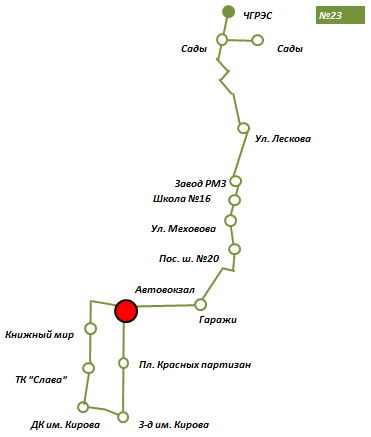 ЧГРЭС
№23
Сады
Сады
Ул. Лескова
Завод РМЗ
Школа №16
Ул. Меховова
Пос. ш. №20
Автовокзал
Гаражи
Книжный мир
Пл. Красных партизан
ТК "Слава"
ДК им. Кирова
З-д им. Кирова